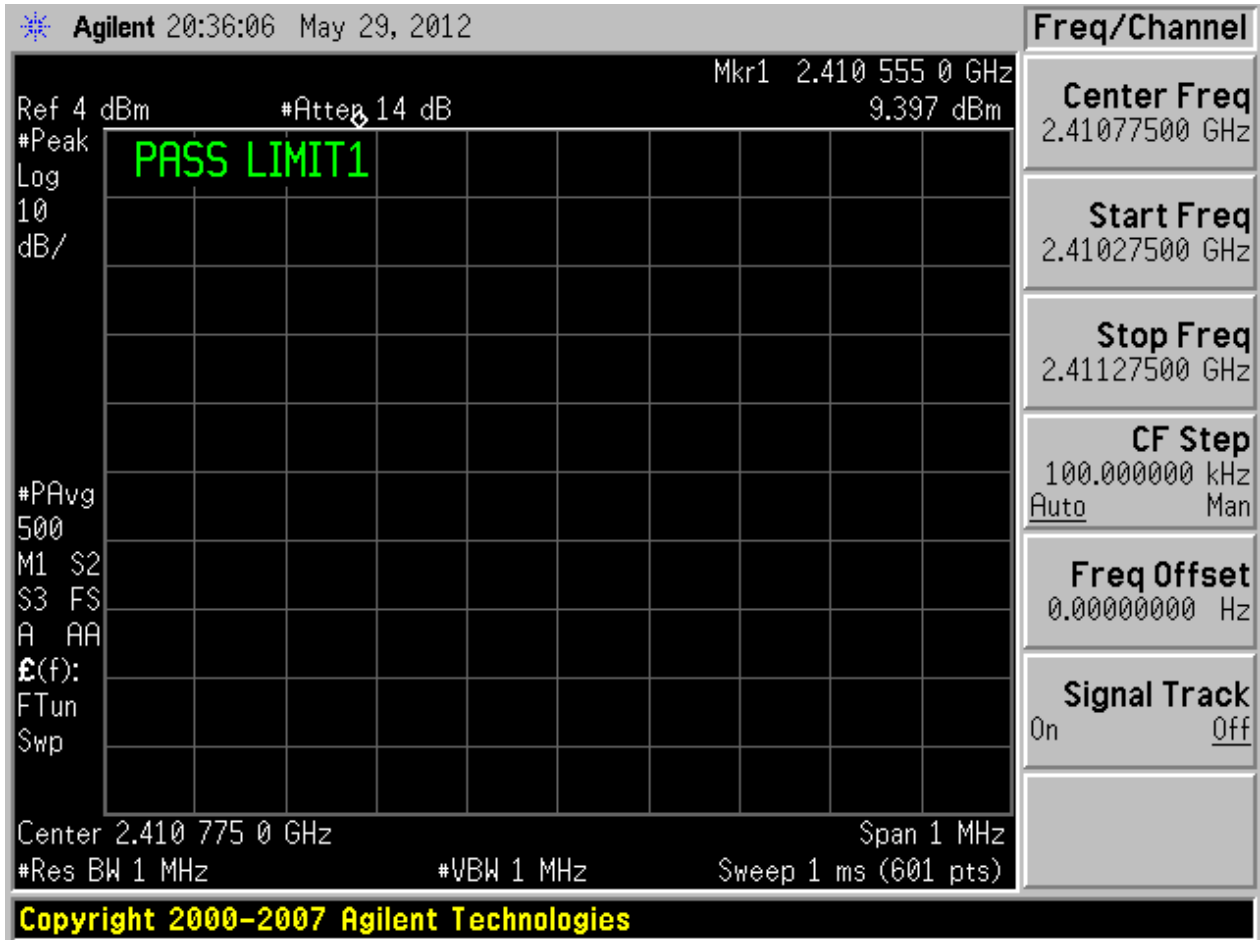 Agilent 20:36:06 May 29, 2012
Freq/Channel
Mkr1 2.410 555 0 GHz
Ref 4 dBm #Atten 14 dB 9.397 dBm
#Peak
Log
10
dB/
PASS LIMIT1
#PAvg
500
M1 S2
S3 FS
A AA
£(f):
FTun
Swp
Center 2.410 775 0 GHz Span 1 MHz
#Res BW 1 MHz #VBW 1 MHz Sweep 1 ms (601 pts)
Center Freq
2.41077500 GHz
Start Freq
2.41027500 GHz
Stop Freq
2.41127500 GHz
CF Step
100.000000 kHz
Auto Man
Freq Offset
0.00000000 Hz
Signal Track
On Off
Copyright 2000-2007 Agilent Technologies